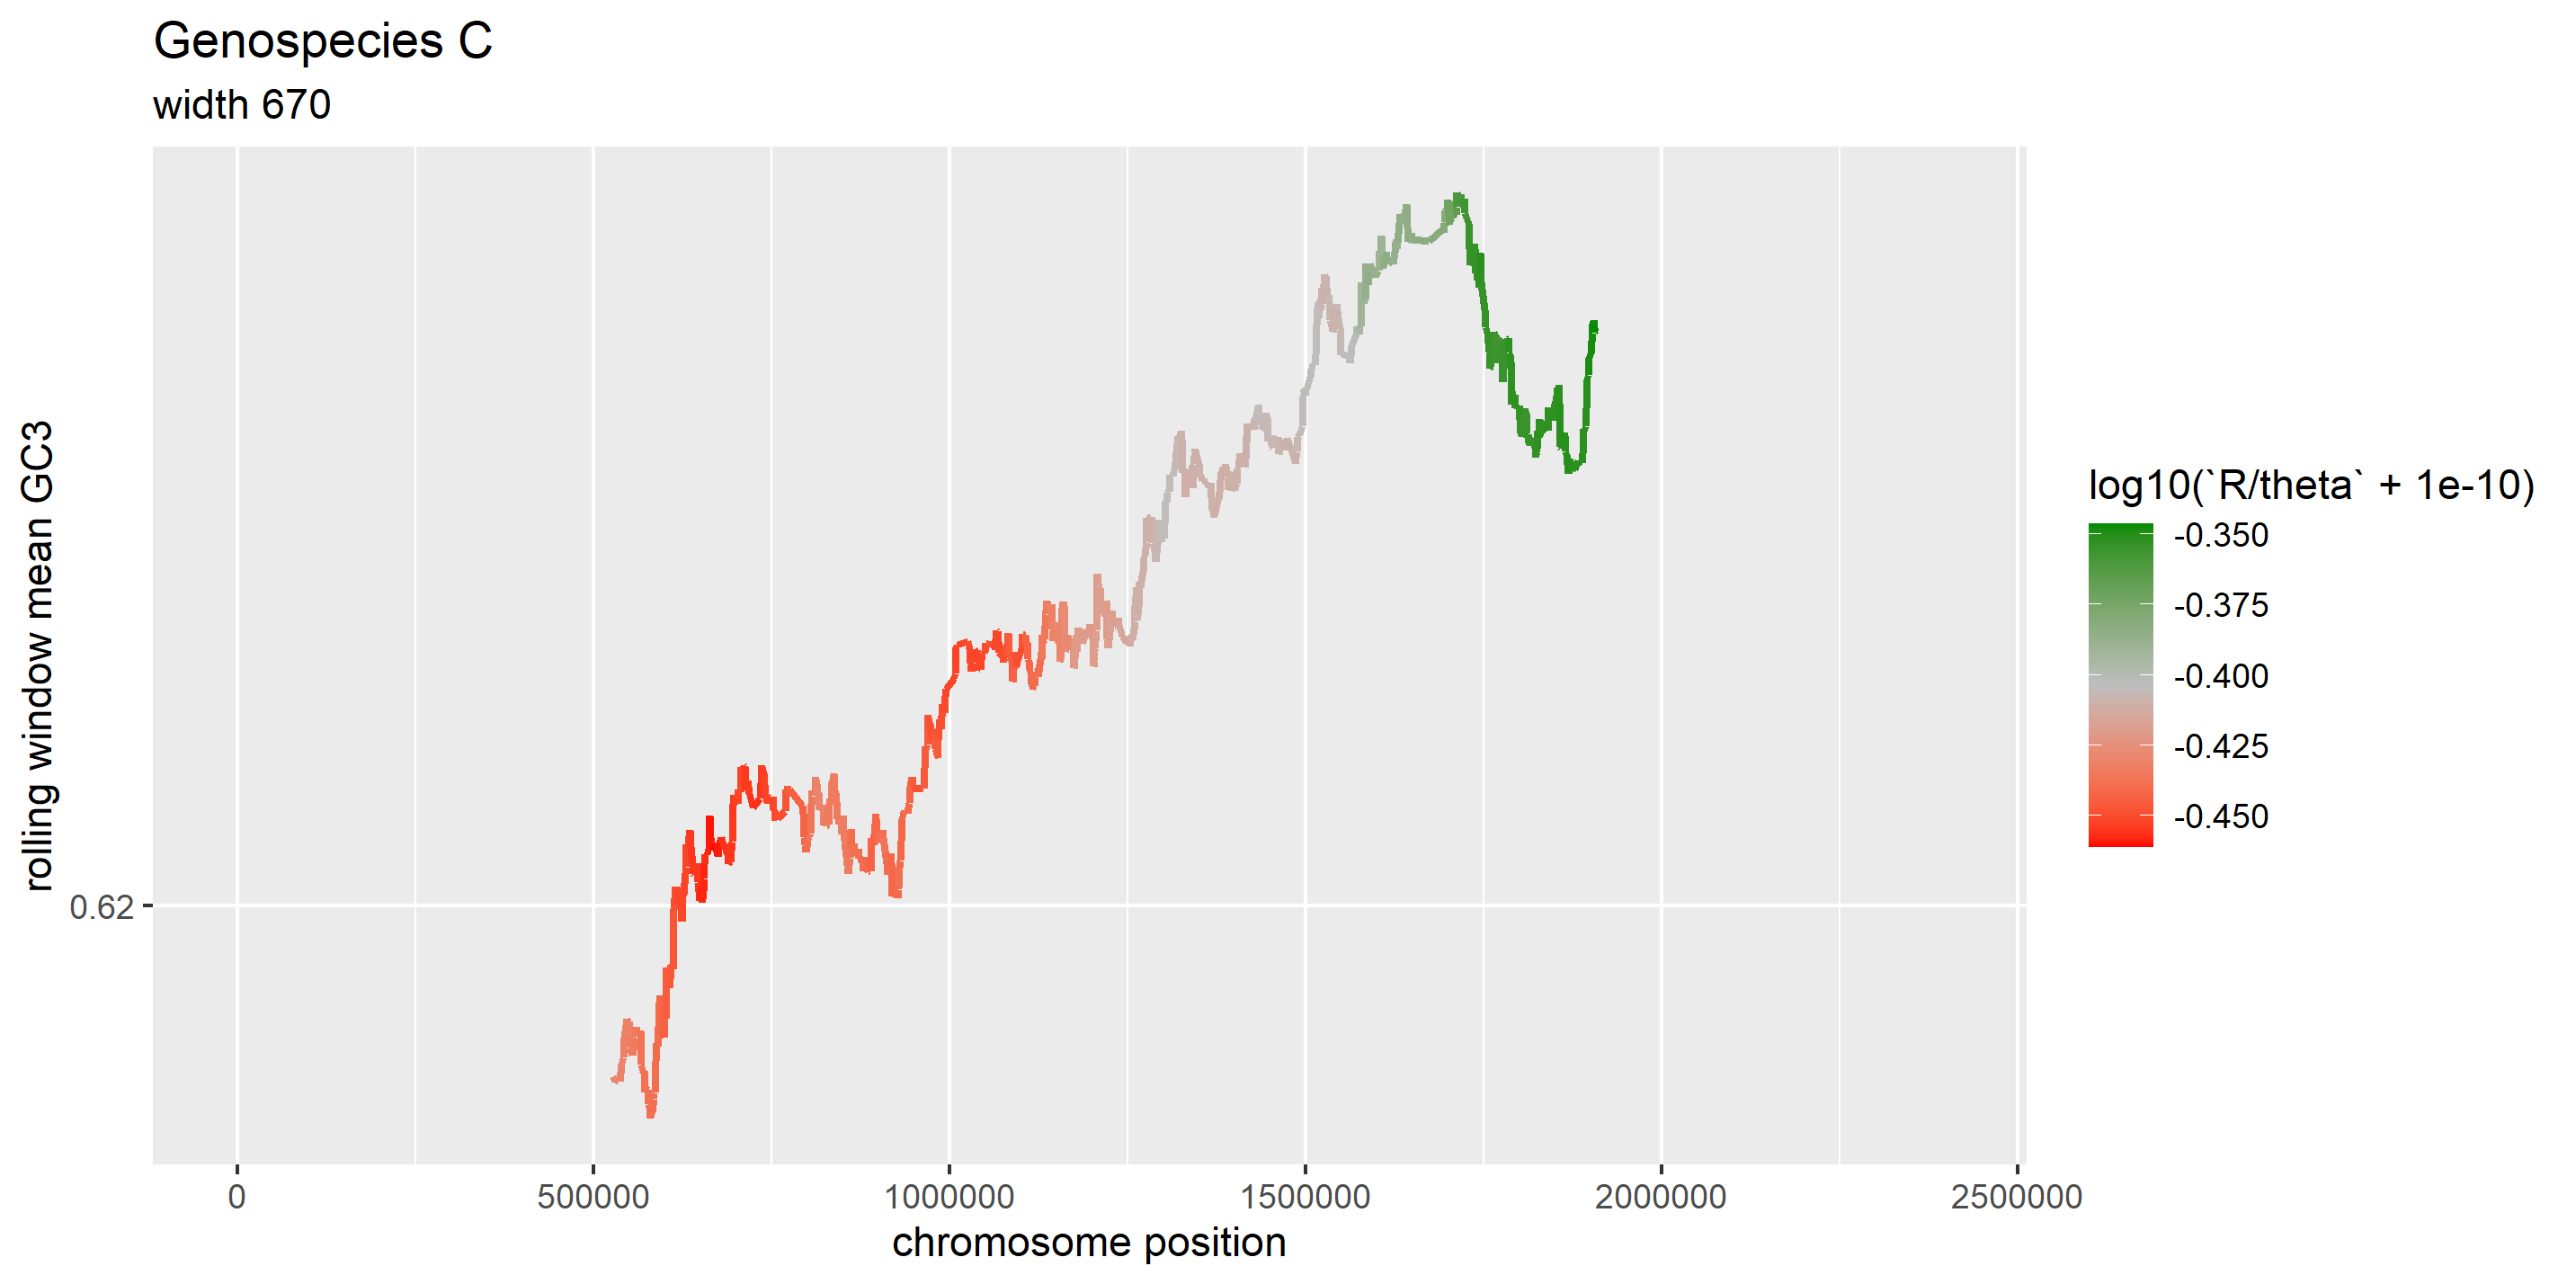 Genospecies C
width 670
rolling window mean GC3
0.62
0 500000 1000000 1500000 2000000 2500000
chromosome position
log10(`R/theta` + 1e-10)
-0.350
-0.375
-0.400
-0.425
-0.450